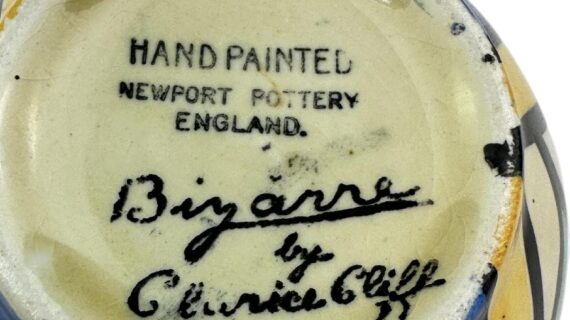 HAND PAINTED
NEWPORT POTTERY
ENGLAND.
Bizarre
by
Clarice Cliff